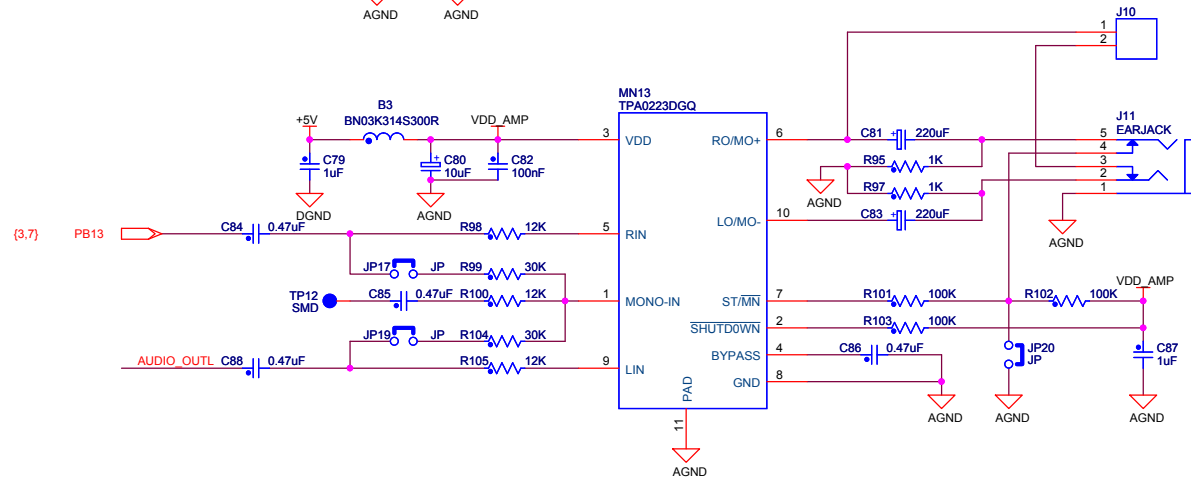 AGND AGND
J10
1
2
MN13
TPA0223DGQ
B3
BN03K314S300R
+5V
VDD_AMP
3 VDD
RO/MO+ 6
C81 + 220uF
J11
EARJACK
5
4
3
2
1
C79
1uF
+ C80
10uF
C82
100nF
R95 1K
AGND
R97 1K
DGND
AGND
LO/MO- 10
C83 + 220uF
AGND
{3,7} PB13
C84 0.47uF
R98 12K
5 RIN
JP17 JP R99 30K
TP12
SMD
C85 0.47uF R100 12K
1 MONO-IN
ST/MN 7
R101 100K
R102 100K
VDD_AMP
SHUTD0WN 2
R103 100K
JP19 JP R104 30K
BYPASS 4
C86 0.47uF
JP20
JP
C87
1uF
AUDIO_OUTL C88 0.47uF
R105 12K
9 LIN
GND 8
PAD
11
AGND
AGND
AGND
AGND